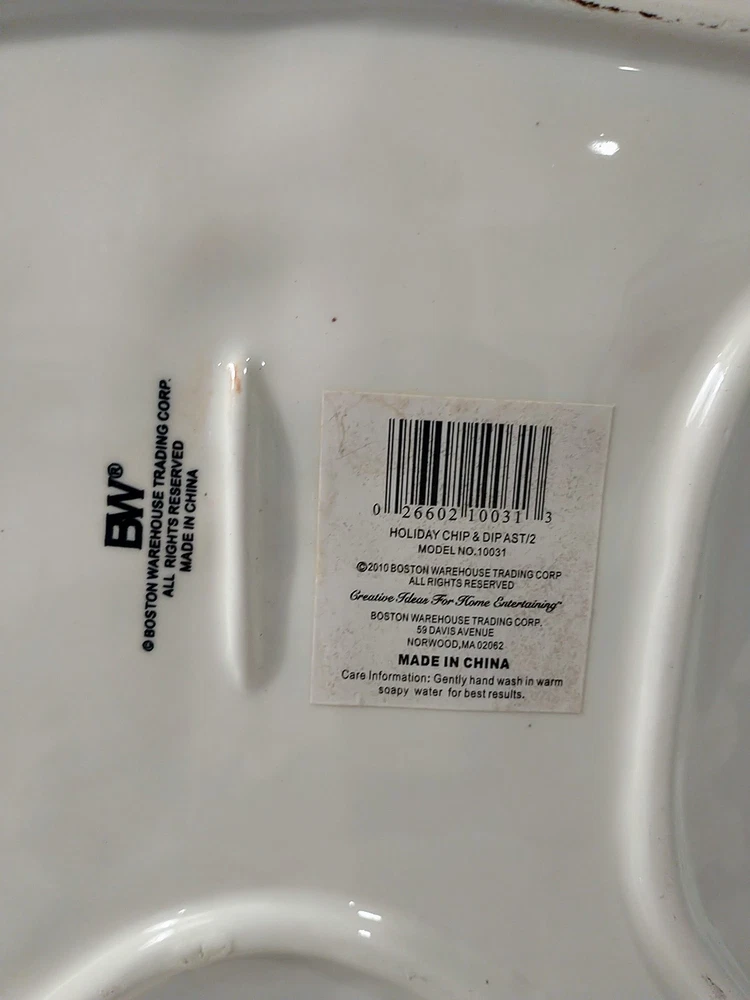 BW®
© BOSTON WAREHOUSE TRADING CORP.
ALL RIGHTS RESERVED
MADE IN CHINA
0 26602 10031 3
HOLIDAY CHIP & DIP AST/2
MODEL NO.10031
©2010 BOSTON WAREHOUSE TRADING CORP
ALL RIGHTS RESERVED
Creative Ideas For Home Entertaining™
BOSTON WAREHOUSE TRADING CORP.
59 DAVIS AVENUE
NORWOOD, MA 02062
MADE IN CHINA
Care Information: Gently hand wash in warm
soapy water for best results.